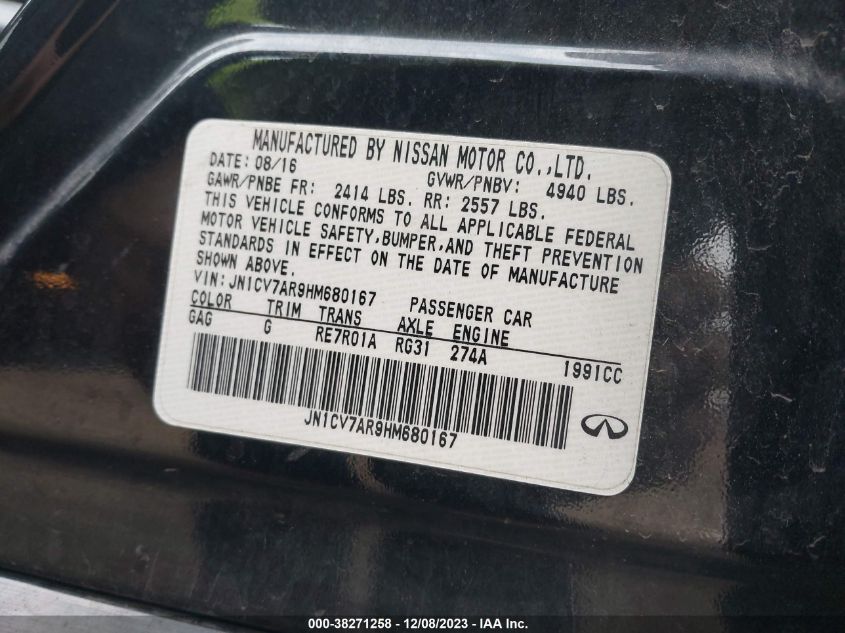 MANUFACTURED BY NISSAN MOTOR CO.,LTD.
DATE: 08/16 GVWR/PNBV: 4940 LBS.
GAWR/PNBE FR: 2414 LBS. RR: 2557 LBS.
THIS VEHICLE CONFORMS TO ALL APPLICABLE FEDERAL
MOTOR VEHICLE SAFETY,BUMPER,AND THEFT PREVENTION
STANDARDS IN EFFECT ON THE DATE OF MANUFACTURE
SHOWN ABOVE.
VIN:JN1CV7AR9HM680167 PASSENGER CAR
COLOR TRIM TRANS AXLE ENGINE
GAG G RE7R01A RG31 274A 1991CC
JN1CV7AR9HM680167
000-38271258 - 12/08/2023 - IAA Inc.